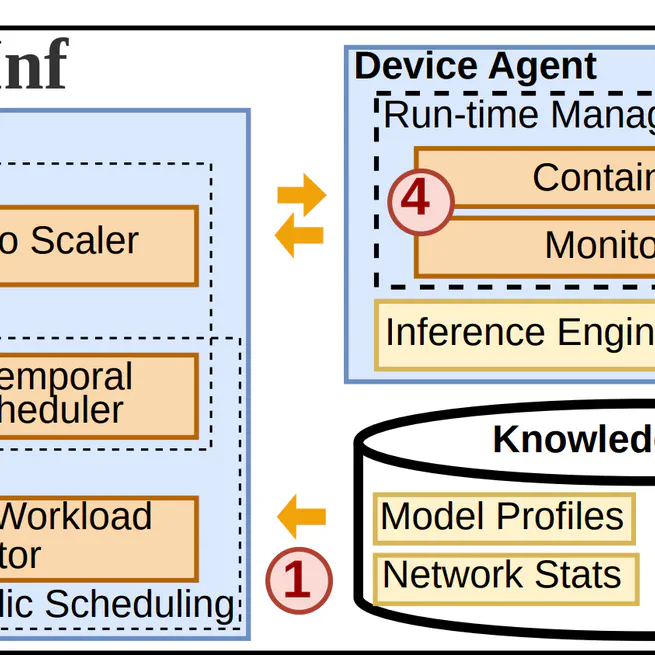 Inf
o Scaler
emporal
heduler
Workload
tor
lic Scheduling
Device Agent
Run-time Manag
4
Contain
Monito
Inference Engin
1
Knowled
Model Profiles
Network Stats